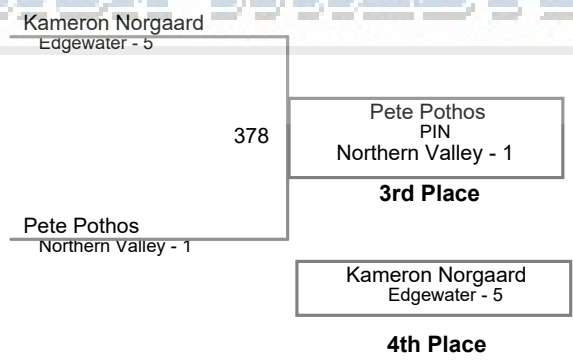 Kameron Norgaard
Edgewater - 5
378
Pete Pothos
PIN
Northern Valley - 1
3rd Place
Pete Pothos
Northern Valley - 1
Kameron Norgaard
Edgewater - 5
4th Place